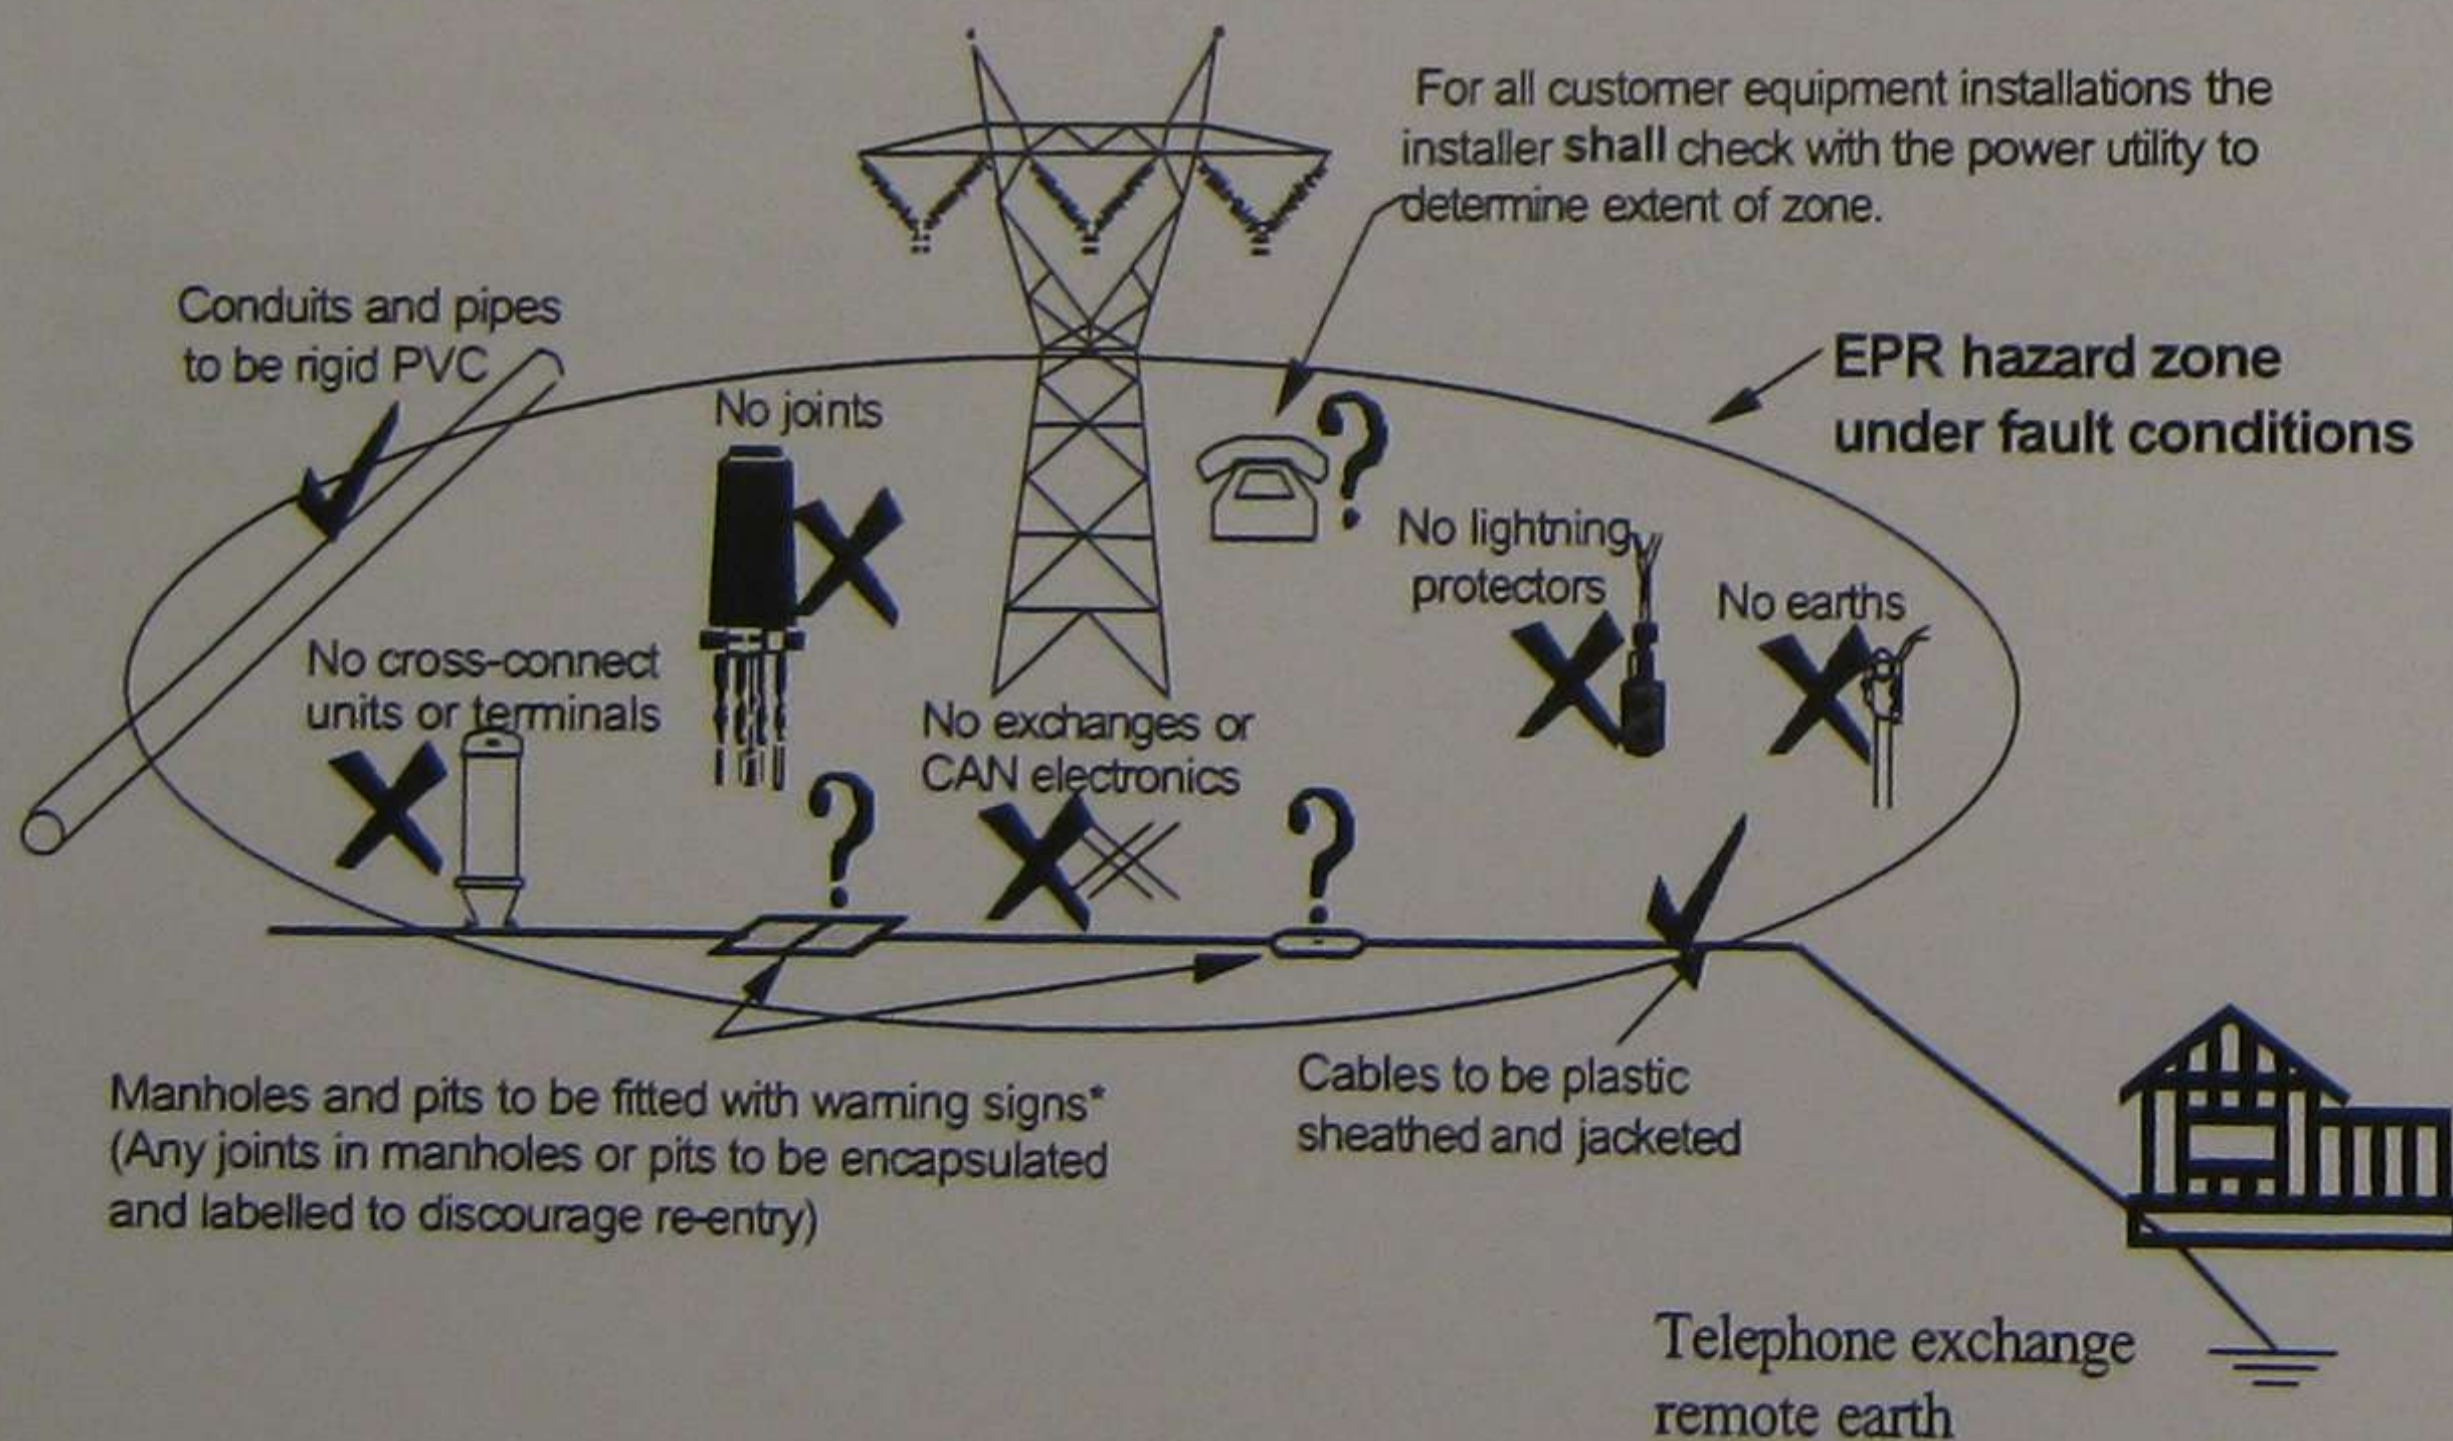 For all customer equipment installations the
installer shall check with the power utility to
determine extent of zone.
Conduits and pipes
to be rigid PVC
EPR hazard zone
under fault conditions
No joints
No lightning
protectors
No earths
No cross-connect
units or terminals
No exchanges or
CAN electronics
Manholes and pits to be fitted with warning signs*
(Any joints in manholes or pits to be encapsulated
and labelled to discourage re-entry)
Cables to be plastic
sheathed and jacketed
Telephone exchange
remote earth